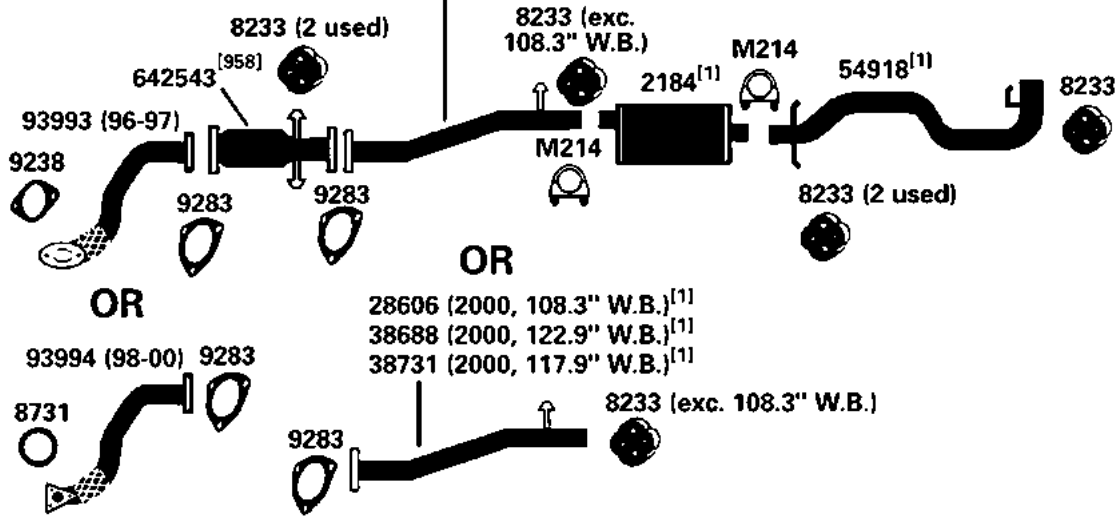 8233 (2 used)
8233 (exc.
108.3" W.B.)
M214
642543[958]
2184[1]
54918[1]
8233
93993 (96-97)
9238
M214
9283
9283
8233 (2 used)
OR
OR
28606 (2000, 108.3" W.B.)[1]
38688 (2000, 122.9" W.B.)[1]
38731 (2000, 117.9" W.B.)[1]
93994 (98-00)
9283
8731
9283
8233 (exc. 108.3" W.B.)